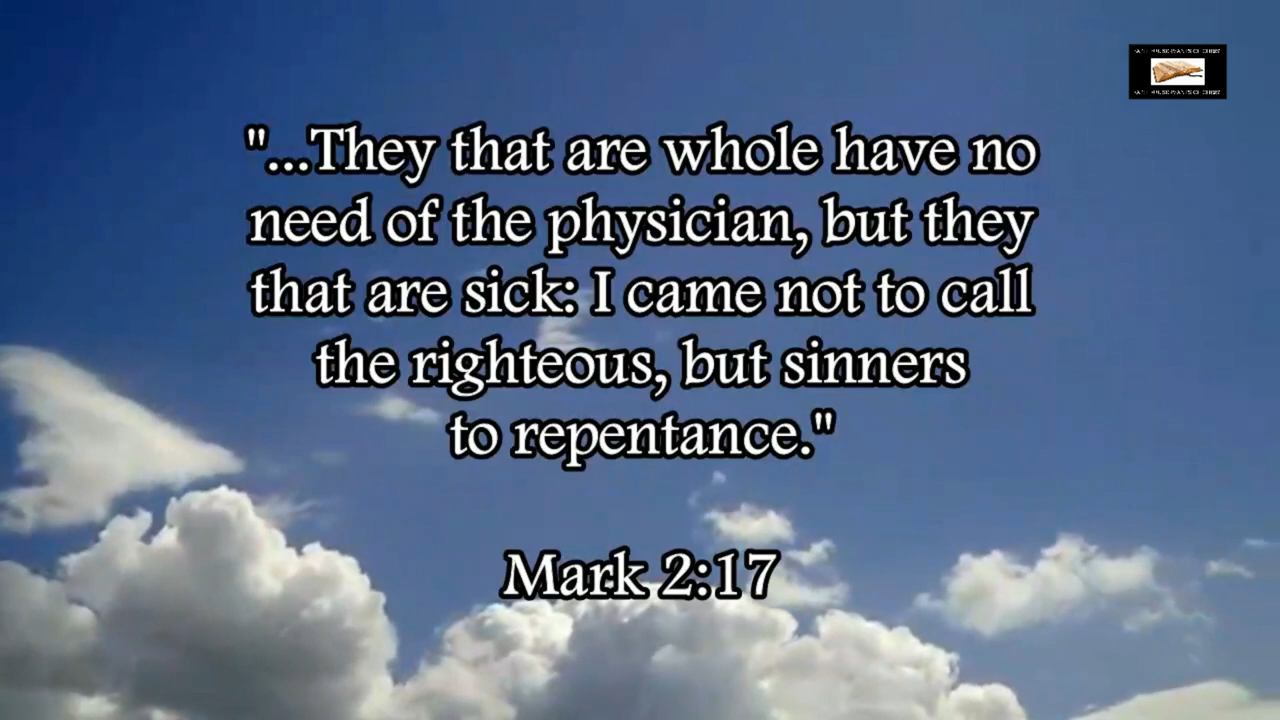 "...They that are whole have no
need of the physician, but they
that are sick: I came not to call
the righteous, but sinners
to repentance."
Mark 2:17